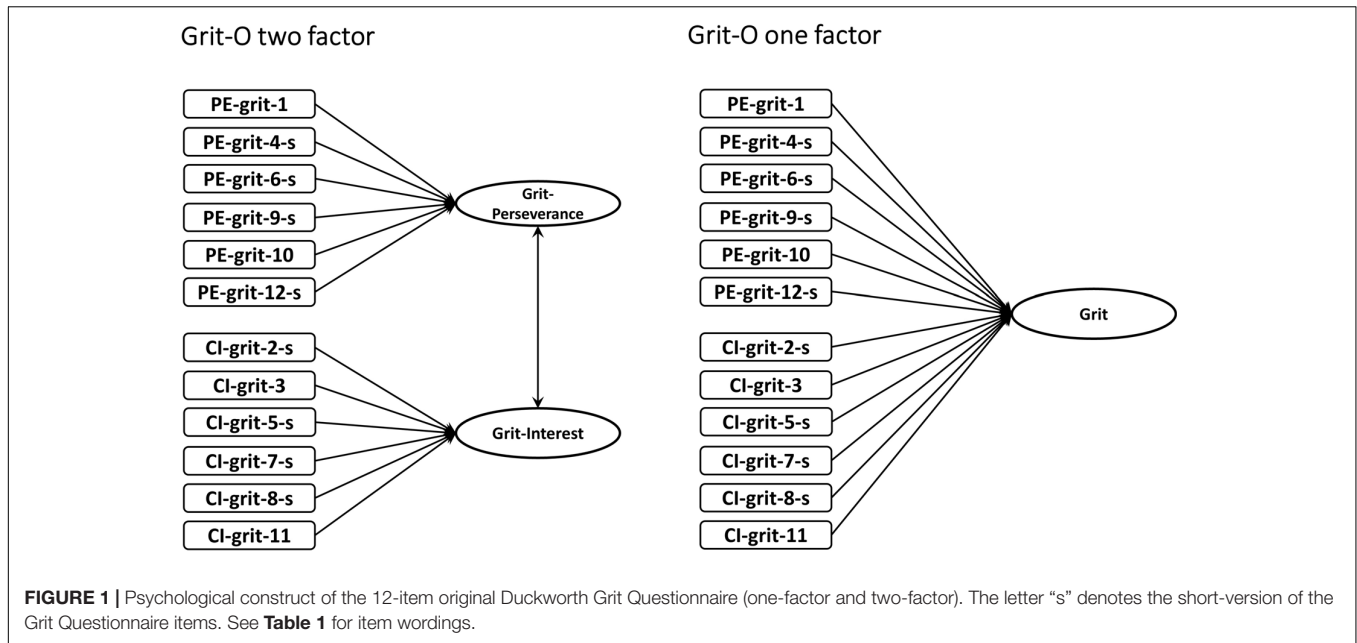 Grit-O two factor
PE-grit-1
PE-grit-4-s
PE-grit-6-s
PE-grit-9-s
PE-grit-10
PE-grit-12-s
CI-grit-2-s
CI-grit-3
CI-grit-5-s
CI-grit-7-s
CI-grit-8-s
CI-grit-11
Grit-
Perseverance
Grit-Interest
Grit-O one factor
PE-grit-1
PE-grit-4-s
PE-grit-6-s
PE-grit-9-s
PE-grit-10
PE-grit-12-s
CI-grit-2-s
CI-grit-3
CI-grit-5-s
CI-grit-7-s
CI-grit-8-s
CI-grit-11
Grit
FIGURE 1 | Psychological construct of the 12-item original Duckworth Grit Questionnaire (one-factor and two-factor). The letter “s” denotes the short-version of the
Grit Questionnaire items. See Table 1 for item wordings.